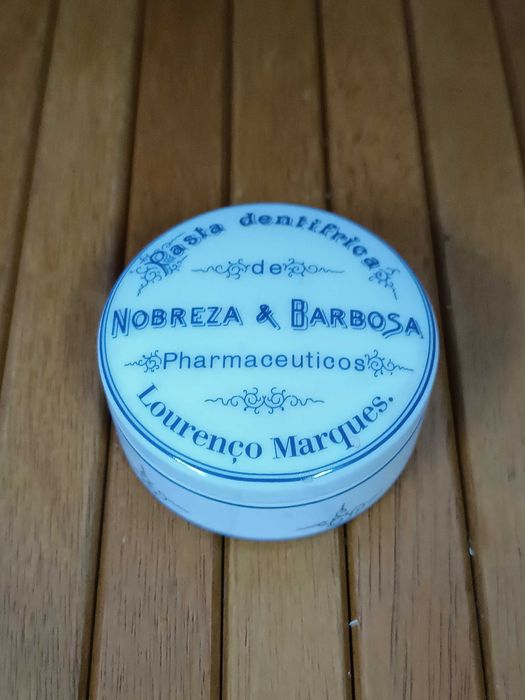 Pasta dentifrica
de
NOBREZA & BARBOSA
Pharmaceuticos
Lourenço Marques.